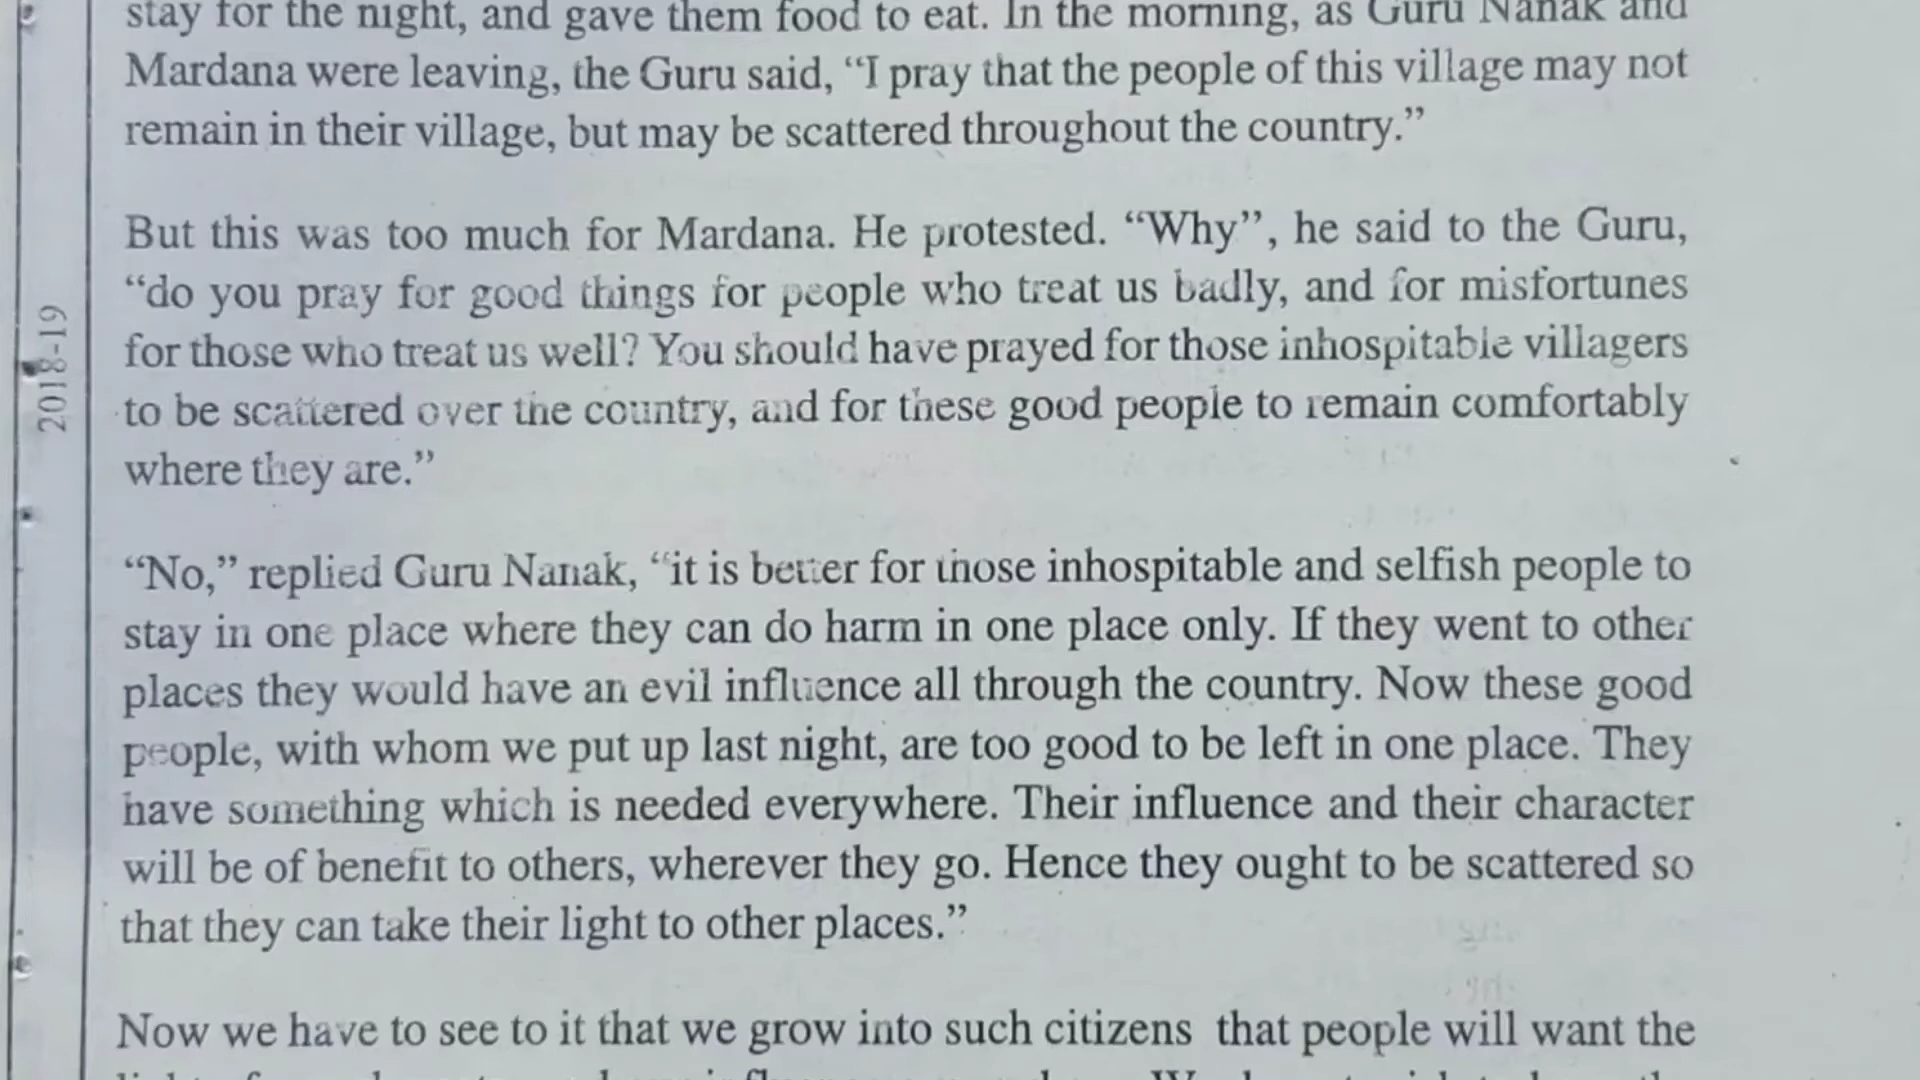 stay for the night, and gave them food to eat. In the morning, as Guru Nanak and
Mardana were leaving, the Guru said, “I pray that the people of this village may not
remain in their village, but may be scattered throughout the country.”
But this was too much for Mardana. He protested. “Why”, he said to the Guru,
“do you pray for good things for people who treat us badly, and for misfortunes
for those who treat us well? You should have prayed for those inhospitable villagers
to be scattered over the country, and for these good people to remain comfortably
where they are.”
“No,” replied Guru Nanak, “it is better for those inhospitable and selfish people to
stay in one place where they can do harm in one place only. If they went to other
places they would have an evil influence all through the country. Now these good
people, with whom we put up last night, are too good to be left in one place. They
have something which is needed everywhere. Their influence and their character
will be of benefit to others, wherever they go. Hence they ought to be scattered so
that they can take their light to other places.”
Now we have to see to it that we grow into such citizens that people will want the
2018-19